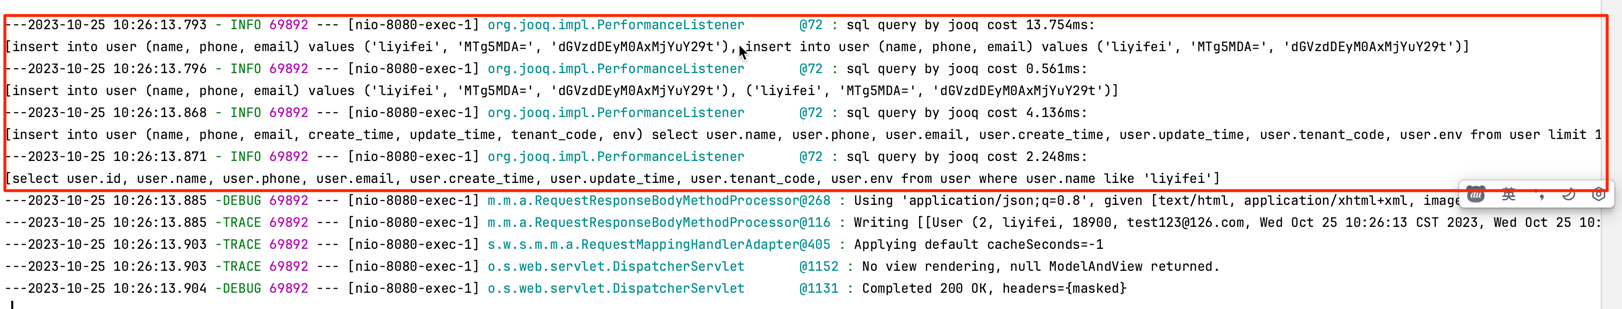 ---2023-10-25 10:26:13.793 - INFO 69892 --- [nio-8080-exec-1] org.jooq.impl.PerformanceListener @72 : sql query by jooq cost 13.754ms:
[insert into user (name, phone, email) values ('liyifei', 'MTg5MDA=', 'dGVzdDEyM0AxMjYuY29t'), insert into user (name, phone, email) values ('liyifei', 'MTg5MDA=', 'dGVzdDEyM0AxMjYuY29t')]
---2023-10-25 10:26:13.796 - INFO 69892 --- [nio-8080-exec-1] org.jooq.impl.PerformanceListener @72 : sql query by jooq cost 0.561ms:
[insert into user (name, phone, email) values ('liyifei', 'MTg5MDA=', 'dGVzdDEyM0AxMjYuY29t'), ('liyifei', 'MTg5MDA=', 'dGVzdDEyM0AxMjYuY29t')]
---2023-10-25 10:26:13.868 - INFO 69892 --- [nio-8080-exec-1] org.jooq.impl.PerformanceListener @72 : sql query by jooq cost 4.136ms:
[insert into user (name, phone, email, create_time, update_time, tenant_code, env) select user.name, user.phone, user.email, user.create_time, user.update_time, user.tenant_code, user.env from user limit 1
---2023-10-25 10:26:13.871 - INFO 69892 --- [nio-8080-exec-1] org.jooq.impl.PerformanceListener @72 : sql query by jooq cost 2.248ms:
[select user.id, user.name, user.phone, user.email, user.create_time, user.update_time, user.tenant_code, user.env from user where user.name like 'liyifei']
英
---2023-10-25 10:26:13.885 -DEBUG 69892 --- [nio-8080-exec-1] m.m.a.RequestResponseBodyMethodProcessor@268 : Using 'application/json;q=0.8', given [text/html, application/xhtml+xml, image
---2023-10-25 10:26:13.885 -TRACE 69892 --- [nio-8080-exec-1] m.m.a.RequestResponseBodyMethodProcessor@116 : Writing [[User (2, liyifei, 18900, test123@126.com, Wed Oct 25 10:26:13 CST 2023, Wed Oct 25 10:
---2023-10-25 10:26:13.903 -TRACE 69892 --- [nio-8080-exec-1] s.w.s.m.m.a.RequestMappingHandlerAdapter@405 : Applying default cacheSeconds=-1
---2023-10-25 10:26:13.903 -TRACE 69892 --- [nio-8080-exec-1] o.s.web.servlet.DispatcherServlet @1152 : No view rendering, null ModelAndView returned.
---2023-10-25 10:26:13.904 -DEBUG 69892 --- [nio-8080-exec-1] o.s.web.servlet.DispatcherServlet @1131 : Completed 200 OK, headers={masked}